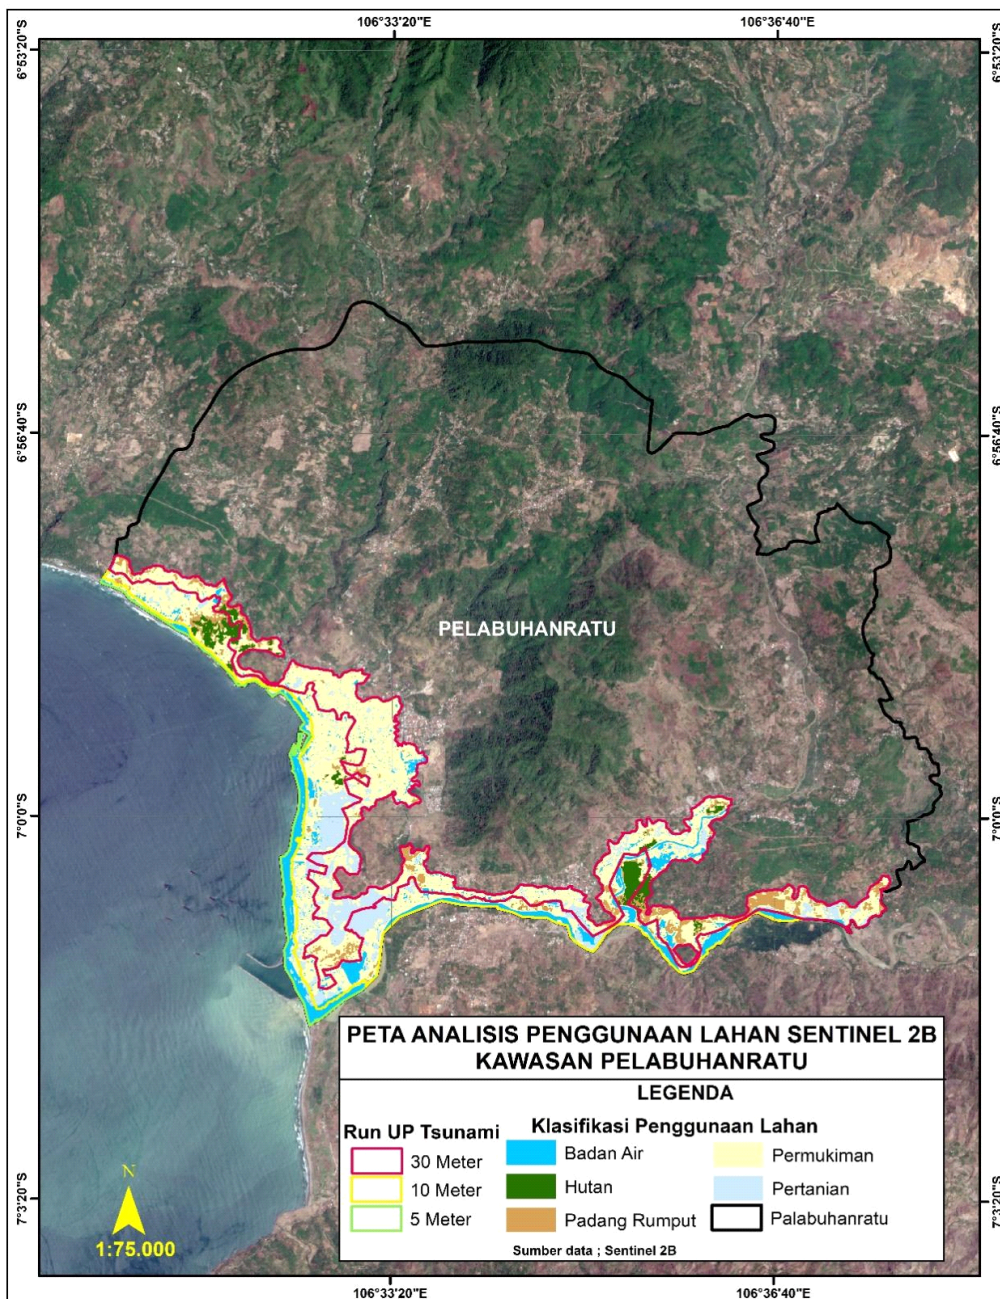 106°33'20"E
106°36'40"E
6°53'20"S
6°53'20"S
6°56'40"S
6°56'40"S
PELABUHANRATU
7°0'0"S
7°0'0"S
PETA ANALISIS PENGGUNAAN LAHAN SENTINEL 2B
KAWASAN PELABUHANRATU
LEGENDA
Run UP Tsunami
30 Meter
10 Meter
5 Meter
Klasifikasi Penggunaan Lahan
Badan Air
Hutan
Padang Rumput
Permukiman
Pertanian
Palabuhanratu
Sumber data ; Sentinel 2B
N
1:75.000
7°3'20"S
7°3'20"S
106°33'20"E
106°36'40"E